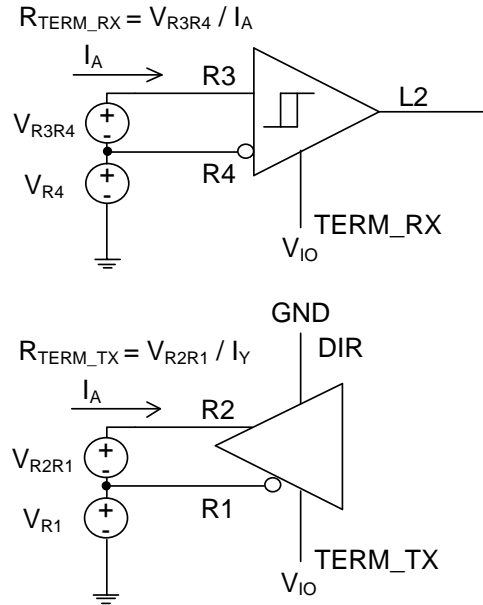 R_TERM_RX = V_R3R4 / I_A
I_A
R3
L2
+
V_R3R4
-
R4
+
V_R4
-
TERM_RX
V_IO
GND
R_TERM_TX = V_R2R1 / I_Y
DIR
I_A
R2
+
V_R2R1
-
R1
+
V_R1
-
TERM_TX
V_IO